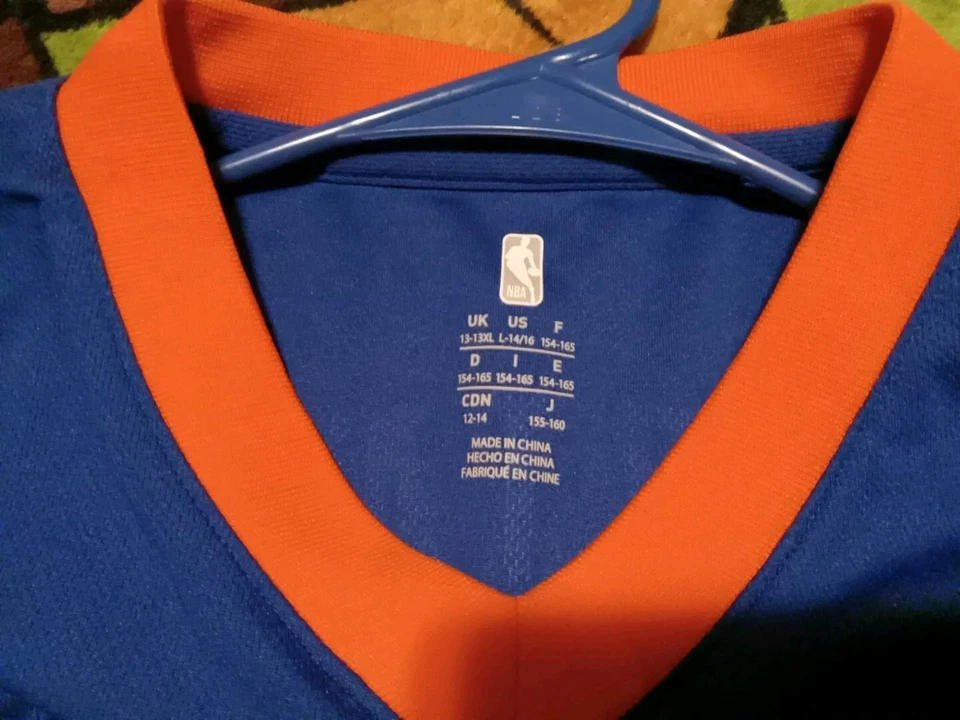 NBA
UK US F
13-13XL L-14/16 154-165
D I E
154-165 154-165 154-165
CDN J
12-14 155-160
MADE IN CHINA
HECHO EN CHINA
FABRIQUÉ EN CHINE